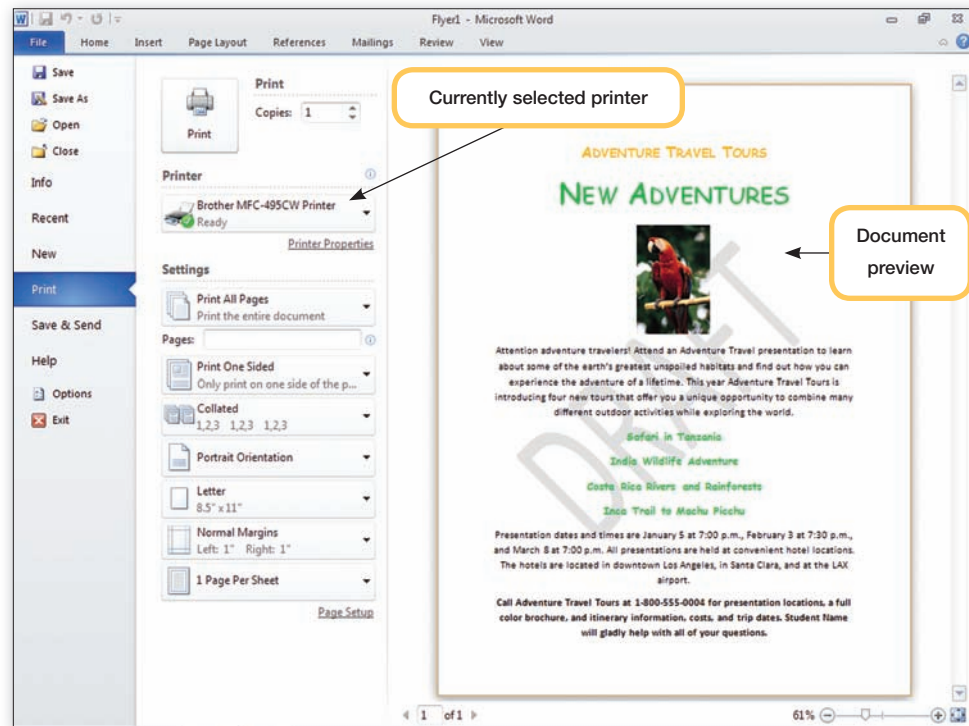 Flyer1 - Microsoft Word
File Home Insert Page Layout References Mailings Review View
Save
Save As
Open
Close
Info
Recent
New
Print
Save & Send
Help
Options
Exit
Print
Print
Copies: 1
Printer
Brother MFC-495CW Printer
Ready
Printer Properties
Settings
Print All Pages
Print the entire document
Pages:
Print One Sided
Only print on one side of the p...
Collated
1,2,3 1,2,3 1,2,3
Portrait Orientation
Letter
8.5" x 11"
Normal Margins
Left: 1" Right: 1"
1 Page Per Sheet
Page Setup
Currently selected printer
Document
preview
ADVENTURE TRAVEL TOURS
NEW ADVENTURES
DRAFT
Attention adventure travelers! Attend an Adventure Travel presentation to learn
about some of the earth's greatest unspoiled habitats and find out how you can
experience the adventure of a lifetime. This year Adventure Travel Tours is
introducing four new tours that offer you a unique opportunity to combine many
different outdoor activities while exploring the world.
Safari in Tanzania
India Wildlife Adventure
Costa Rica Rivers and Rainforests
Inca Trail to Machu Picchu
Presentation dates and times are January 5 at 7:00 p.m., February 3 at 7:30 p.m.,
and March 8 at 7:00 p.m. All presentations are held at convenient hotel locations.
The hotels are located in downtown Los Angeles, in Santa Clara, and at the LAX
airport.
Call Adventure Travel Tours at 1-800-555-0004 for presentation locations, a full
color brochure, and itinerary information, costs, and trip dates. Student Name
will gladly help with all of your questions.
1 of 1
61%